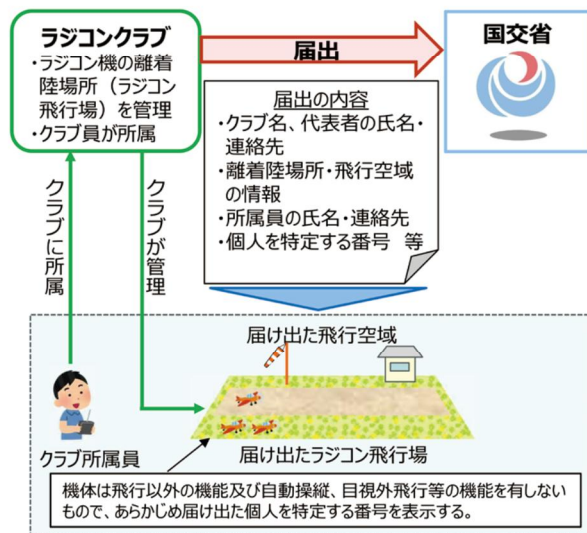 ラジコンクラブ
・ラジコン機の離着
陸場所（ラジコン
飛行場）を管理
・クラブ員が所属
届出
国交省
届出の内容
・クラブ名、代表者の氏名・
連絡先
・離着陸場所・飛行空域
の情報
・所属員の氏名・連絡先
・個人を特定する番号 等
クラブに所属
クラブが管理
届け出た飛行空域
クラブ所属員
届け出たラジコン飛行場
機体は飛行以外の機能及び自動操縦、目視外飛行等の機能を有しない
もので、あらかじめ届け出た個人を特定する番号を表示する。